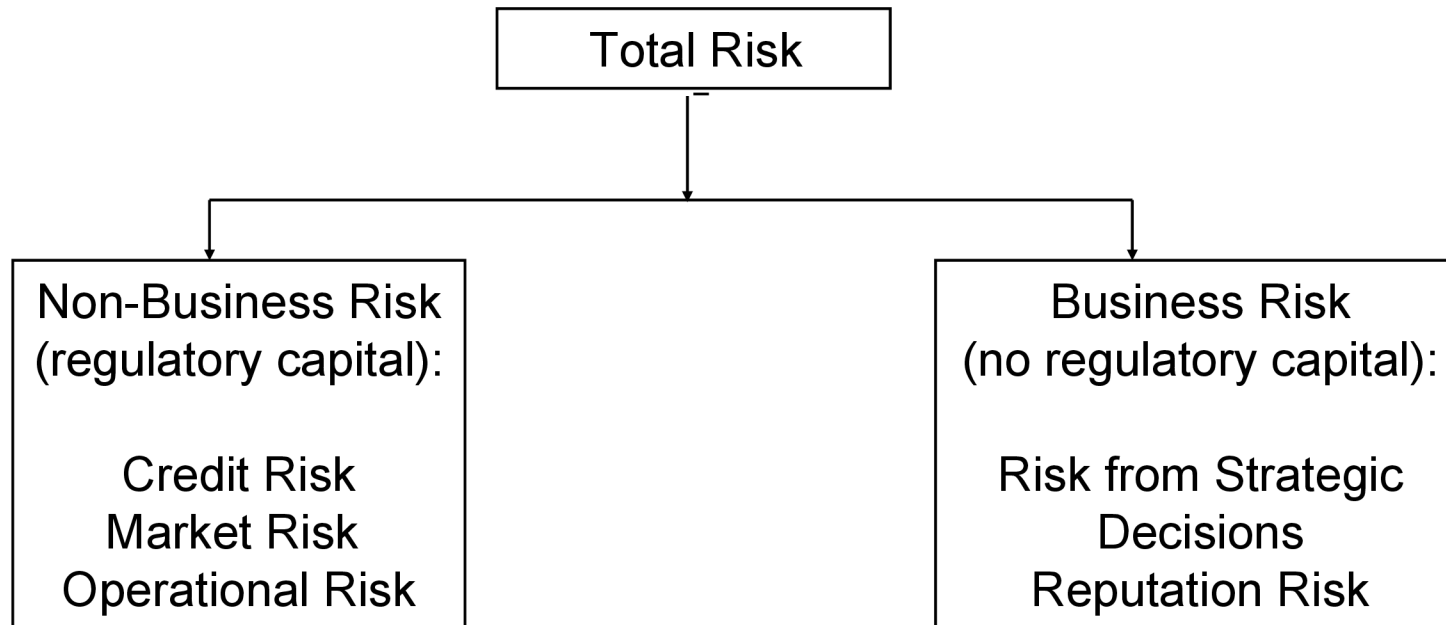 Total Risk
Non-Business Risk
(regulatory capital):
Credit Risk
Market Risk
Operational Risk
Business Risk
(no regulatory capital):
Risk from Strategic
Decisions
Reputation Risk